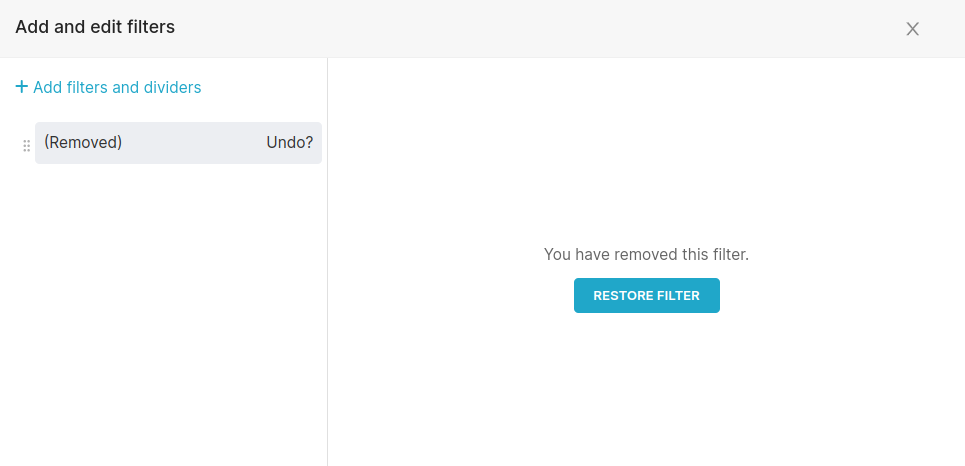 Add and edit filters
+ Add filters and dividers
(Removed) Undo?
You have removed this filter.
RESTORE FILTER